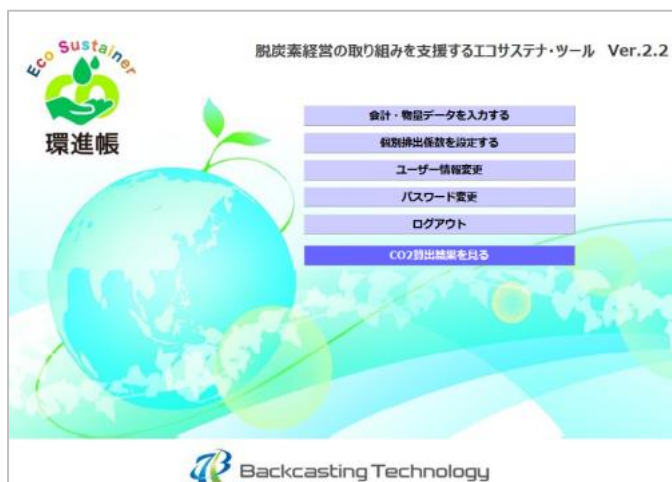 Eco Sustainer
環進帳
脱炭素経営の取り組みを支援するエコサステナ・ツール Ver.2.2
会計・物量データを入力する
個別排出係数を設定する
ユーザー情報変更
パスワード変更
ログアウト
CO2算出結果を見る
Backcasting Technology